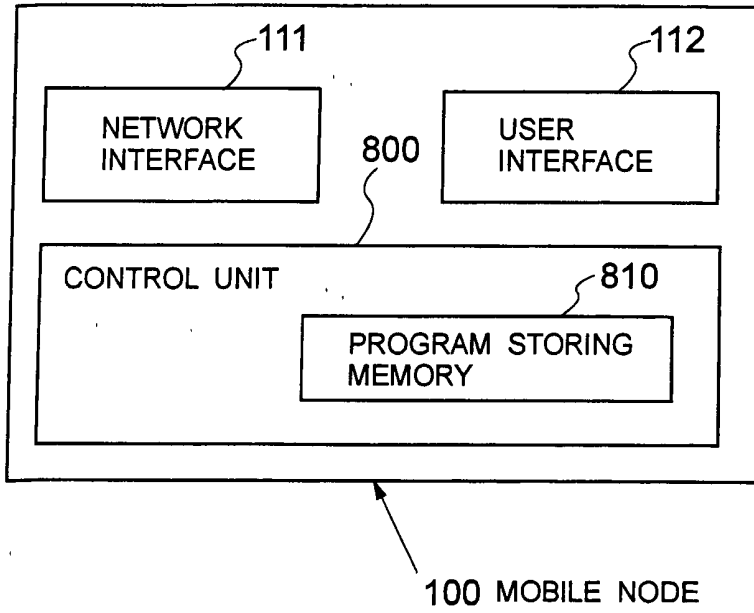 111
112
NETWORK
INTERFACE
USER
INTERFACE
800
CONTROL UNIT
810
PROGRAM STORING
MEMORY
100 MOBILE NODE